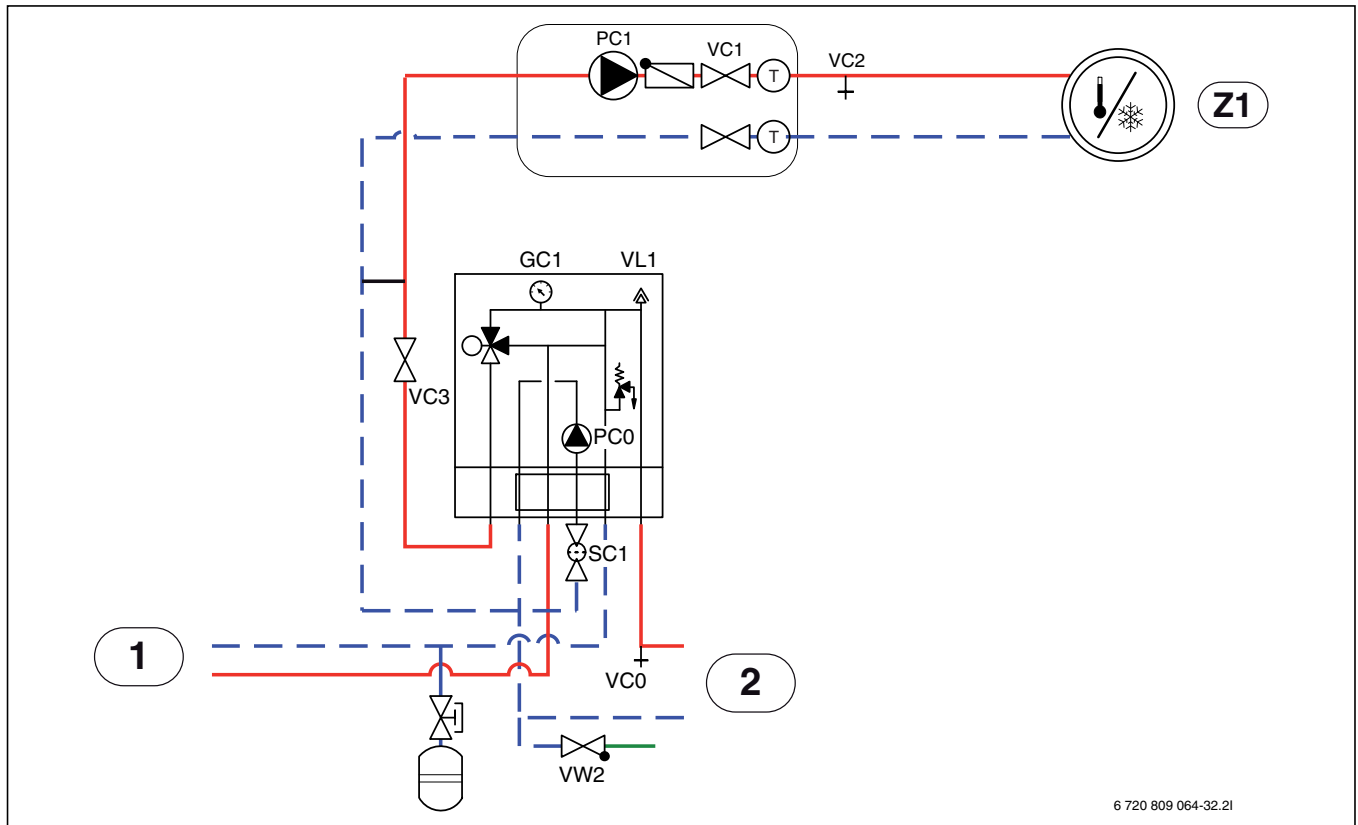 PC1
VC1
VC2
T
T
Z1
GC1
VL1
VC3
PC0
SC1
1
2
VC0
VW2
6 720 809 064-32.2I